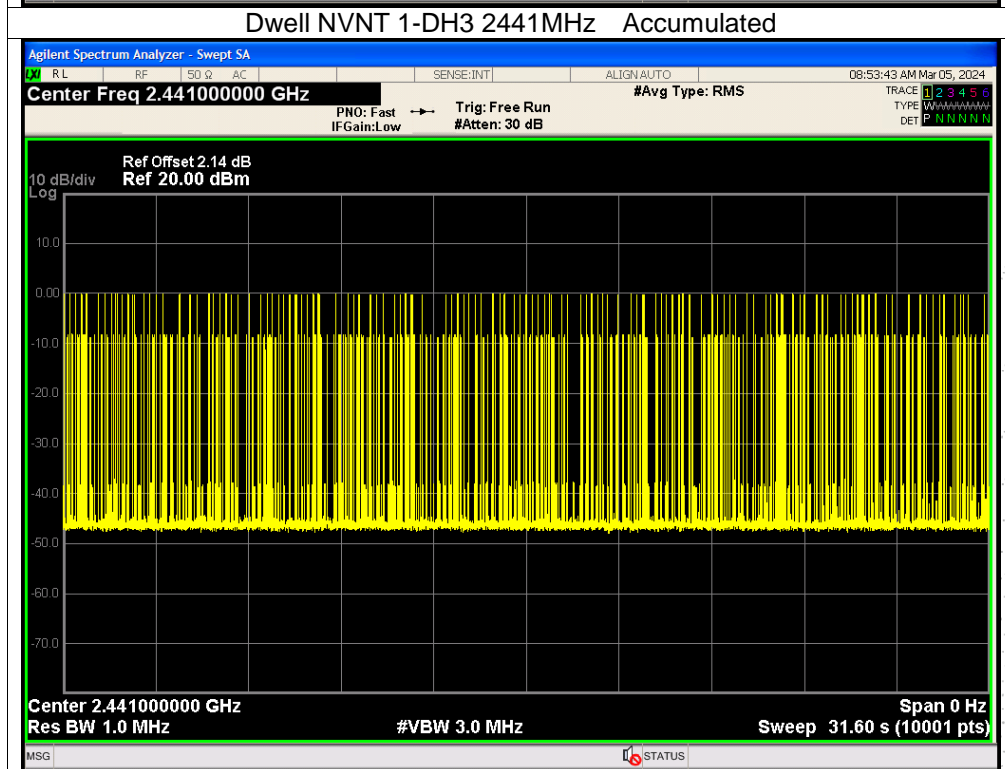 Dwell NVNT 1-DH3 2441MHz Accumulated
Agilent Spectrum Analyzer - Swept SA
LXI RL RF 50 Ω AC SENSE:INT ALIGN AUTO 08:53:43 AM Mar 05, 2024
Center Freq 2.441000000 GHz #Avg Type: RMS TRACE 1 2 3 4 5 6
PNO: Fast Trig: Free Run TYPE WWWWWW
IFGain:Low #Atten: 30 dB DET P N N N N N
Ref Offset 2.14 dB
10 dB/div Ref 20.00 dBm
Log
10.0
0.00
-10.0
-20.0
-30.0
-40.0
-50.0
-60.0
-70.0
Center 2.441000000 GHz Span 0 Hz
Res BW 1.0 MHz #VBW 3.0 MHz Sweep 31.60 s (10001 pts)
MSG STATUS